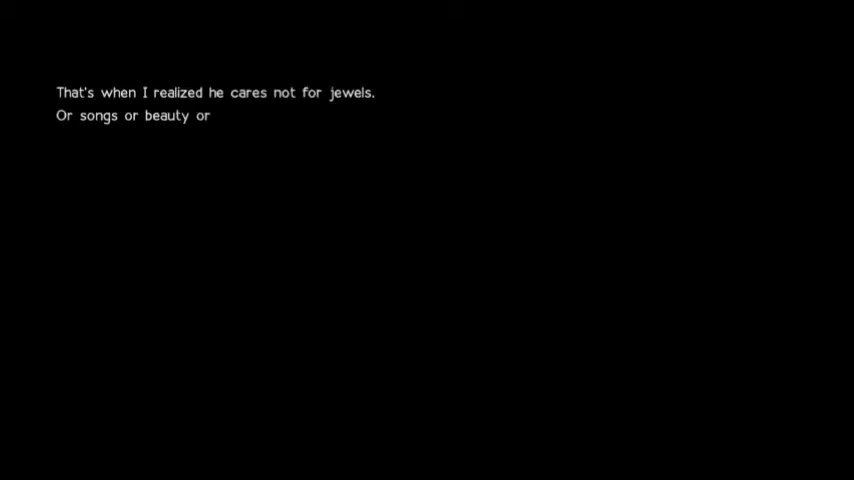 That's when I realized he cares not for jewels.
Or songs or beauty or